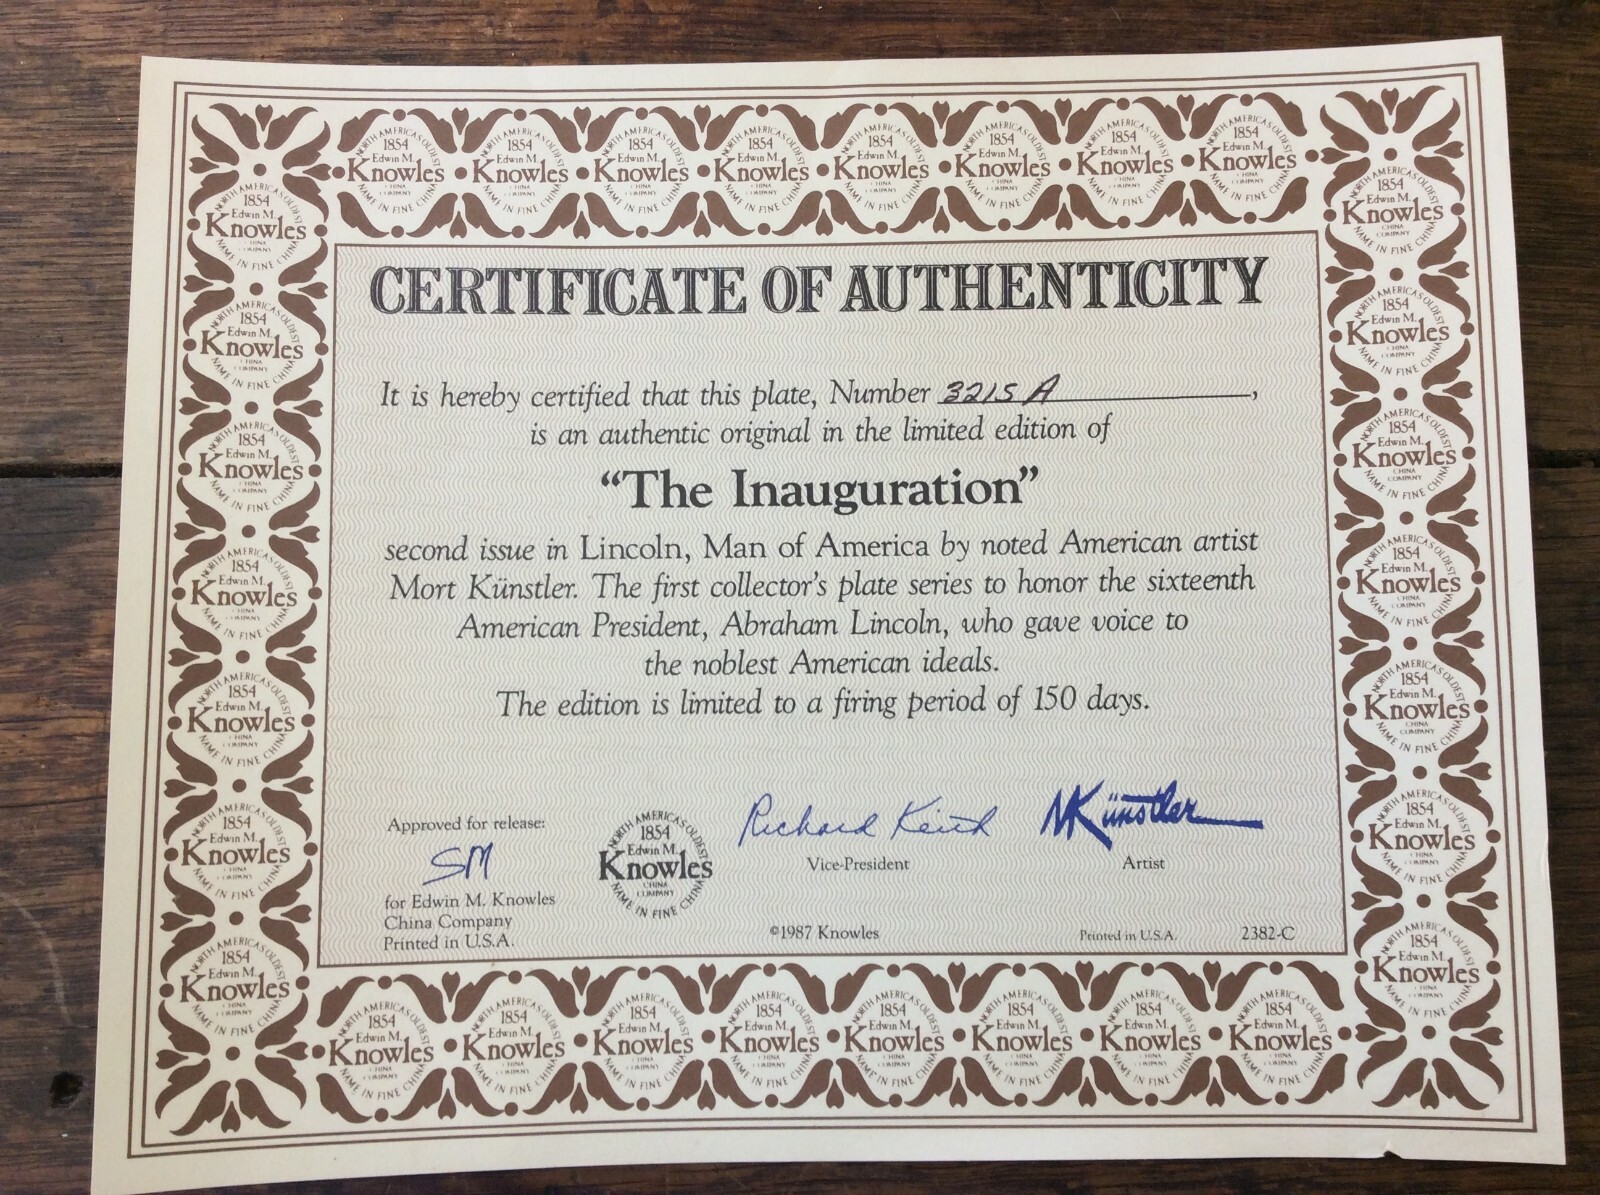 CERTIFICATE OF AUTHENTICITY
It is hereby certified that this plate, Number 3215 A,
is an authentic original in the limited edition of
“The Inauguration”
second issue in Lincoln, Man of America by noted American artist
Mort Künstler. The first collector’s plate series to honor the sixteenth
American President, Abraham Lincoln, who gave voice to
the noblest American ideals.
The edition is limited to a firing period of 150 days.
Approved for release:
SM
for Edwin M. Knowles
China Company
Printed in U.S.A.
NORTH AMERICA'S OLDEST
1854
Edwin M.
Knowles
CHINA
COMPANY
NAME IN FINE CHINA
Richard Keith
Vice-President
MKünstler
Artist
©1987 Knowles
Printed in U.S.A.
2382-C